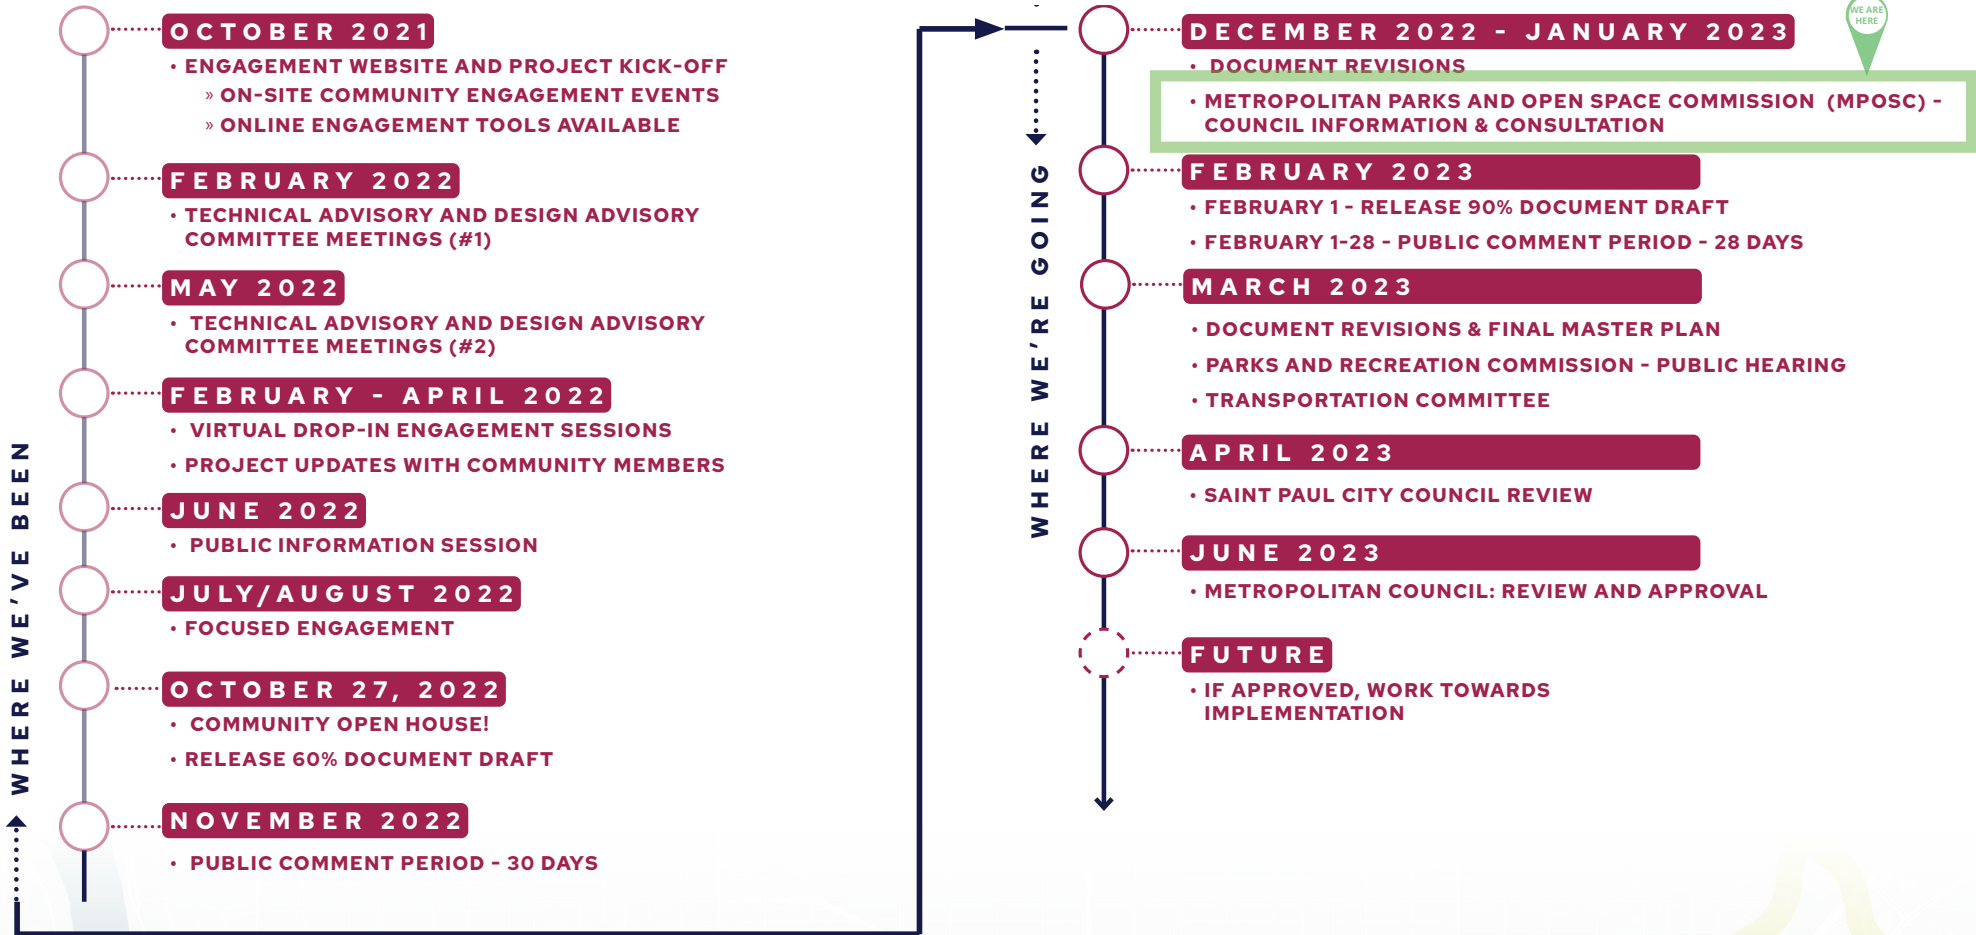 WHERE WE'VE BEEN
OCTOBER 2021
• ENGAGEMENT WEBSITE AND PROJECT KICK-OFF
» ON-SITE COMMUNITY ENGAGEMENT EVENTS
» ONLINE ENGAGEMENT TOOLS AVAILABLE
FEBRUARY 2022
• TECHNICAL ADVISORY AND DESIGN ADVISORY
COMMITTEE MEETINGS (#1)
MAY 2022
• TECHNICAL ADVISORY AND DESIGN ADVISORY
COMMITTEE MEETINGS (#2)
FEBRUARY - APRIL 2022
• VIRTUAL DROP-IN ENGAGEMENT SESSIONS
• PROJECT UPDATES WITH COMMUNITY MEMBERS
JUNE 2022
• PUBLIC INFORMATION SESSION
JULY/AUGUST 2022
• FOCUSED ENGAGEMENT
OCTOBER 27, 2022
• COMMUNITY OPEN HOUSE!
• RELEASE 60% DOCUMENT DRAFT
NOVEMBER 2022
• PUBLIC COMMENT PERIOD - 30 DAYS
WHERE WE'RE GOING
WE ARE
HERE
DECEMBER 2022 - JANUARY 2023
• DOCUMENT REVISIONS
• METROPOLITAN PARKS AND OPEN SPACE COMMISSION (MPOSC) -
COUNCIL INFORMATION & CONSULTATION
FEBRUARY 2023
• FEBRUARY 1 - RELEASE 90% DOCUMENT DRAFT
• FEBRUARY 1-28 - PUBLIC COMMENT PERIOD - 28 DAYS
MARCH 2023
• DOCUMENT REVISIONS & FINAL MASTER PLAN
• PARKS AND RECREATION COMMISSION - PUBLIC HEARING
• TRANSPORTATION COMMITTEE
APRIL 2023
• SAINT PAUL CITY COUNCIL REVIEW
JUNE 2023
• METROPOLITAN COUNCIL: REVIEW AND APPROVAL
FUTURE
• IF APPROVED, WORK TOWARDS
IMPLEMENTATION